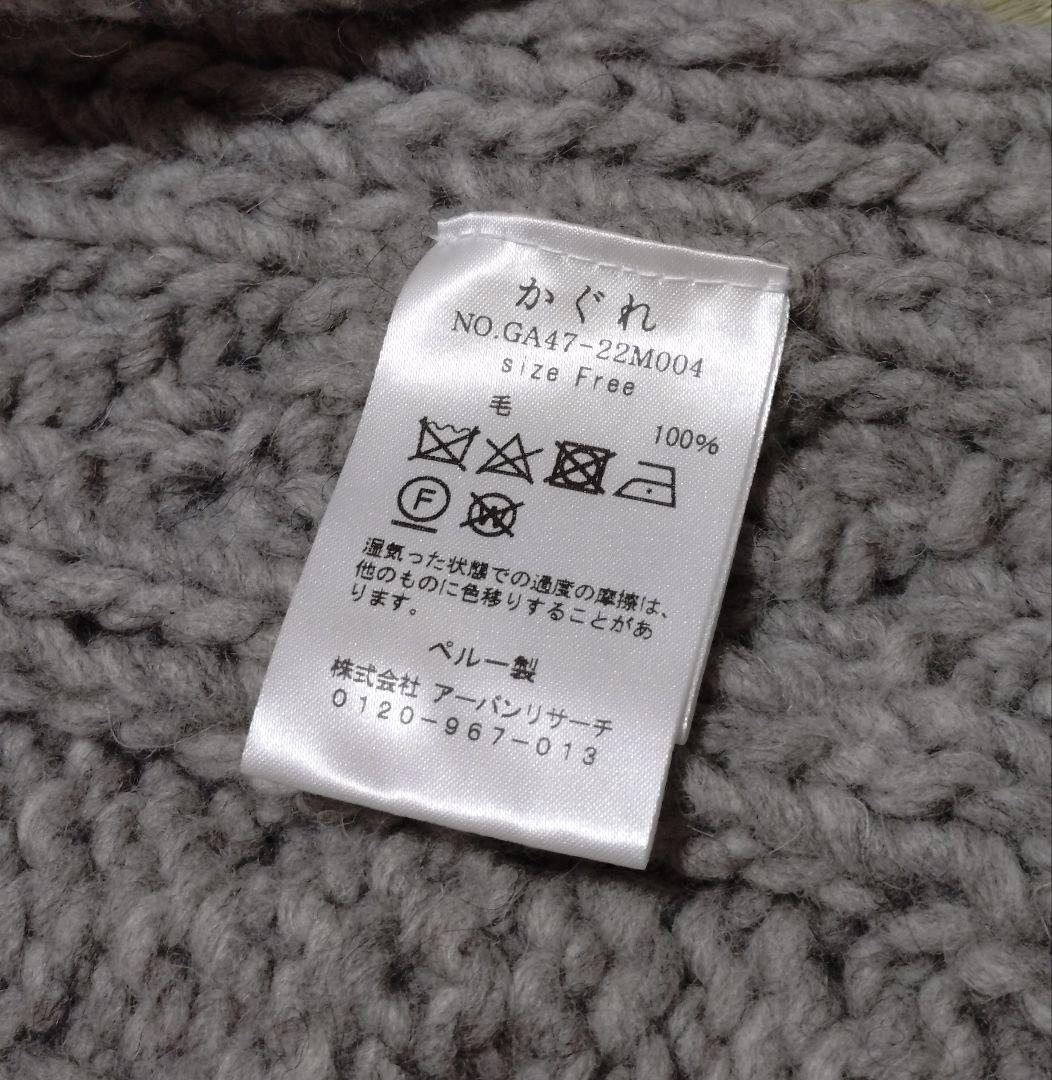 かぐれ
NO.GA47-22M004
size Free
毛 100%
F W
湿気った状態での過度の摩擦は、
他のものに色移りすることがあ
ります。
ペルー製
株式会社 アーバンリサーチ
0120-967-013